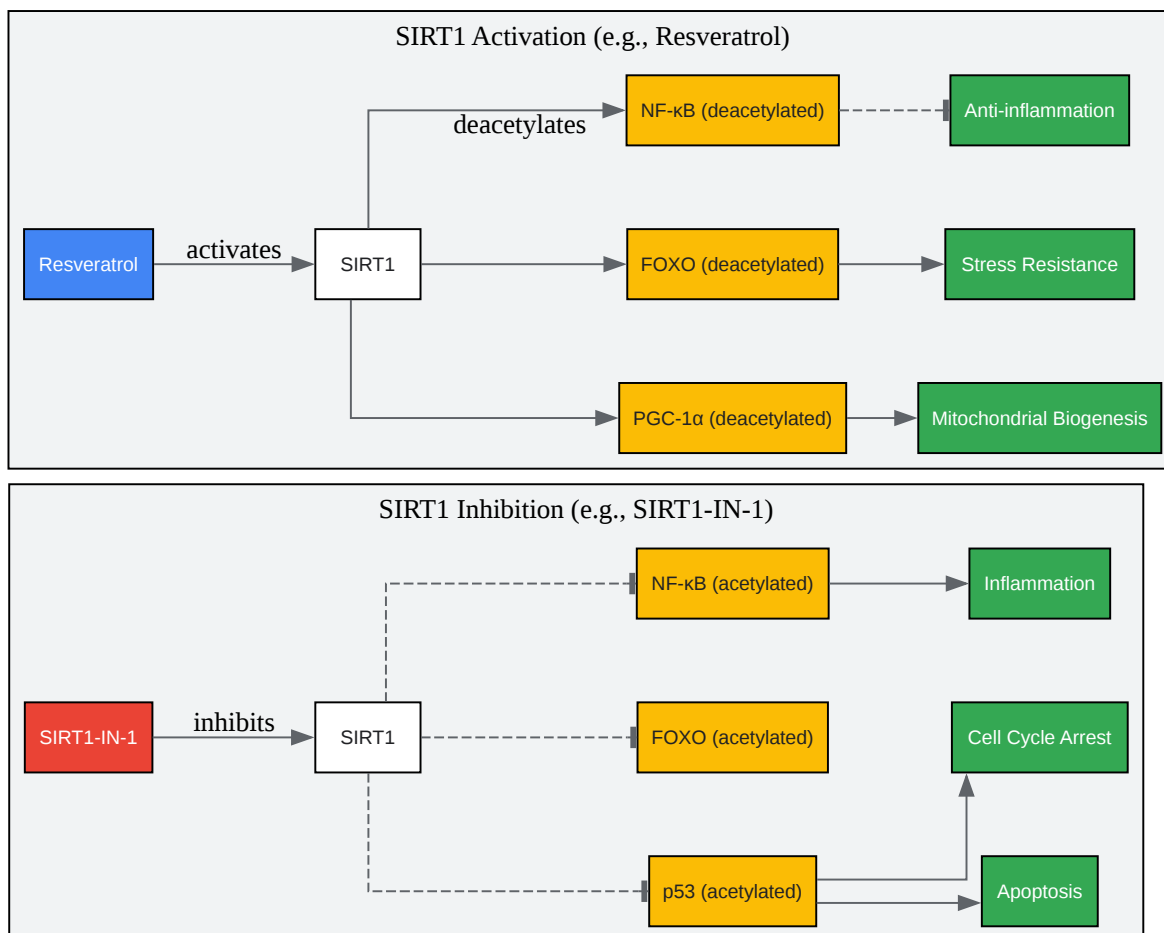 SIRT1 Activation (e.g., Resveratrol)
NF-κB (deacetylated)
Anti-inflammation
deacetylates
Resveratrol
activates
SIRT1
FOXO (deacetylated)
Stress Resistance
PGC-1α (deacetylated)
Mitochondrial Biogenesis
SIRT1 Inhibition (e.g., SIRT1-IN-1)
NF-κB (acetylated)
Inflammation
SIRT1-IN-1
inhibits
SIRT1
FOXO (acetylated)
Cell Cycle Arrest
p53 (acetylated)
Apoptosis